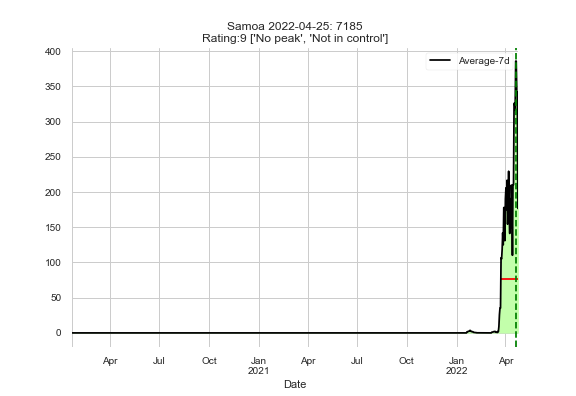 Samoa 2022-04-25: 7185
Rating:9 ['No peak', 'Not in control']
Average-7d
400
350
300
250
200
150
100
50
0
Apr Jul Oct Jan Apr Jul Oct Jan Apr
2021 2022
Date